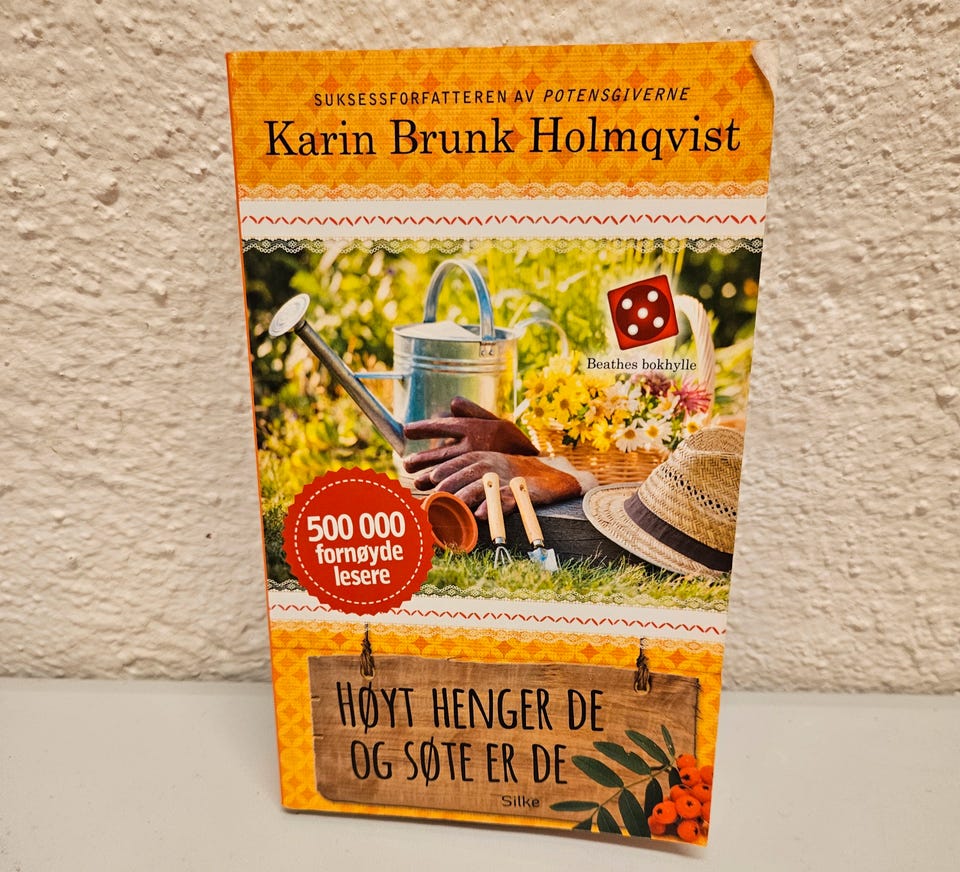 SUKSESSFORFATTEREN AV POTENSGIVERNE
Karin Brunk Holmqvist
Beathes bokhylle
500 000
fornøyde
lesere
HØYT HENGER DE
OG SØTE ER DE
Silke